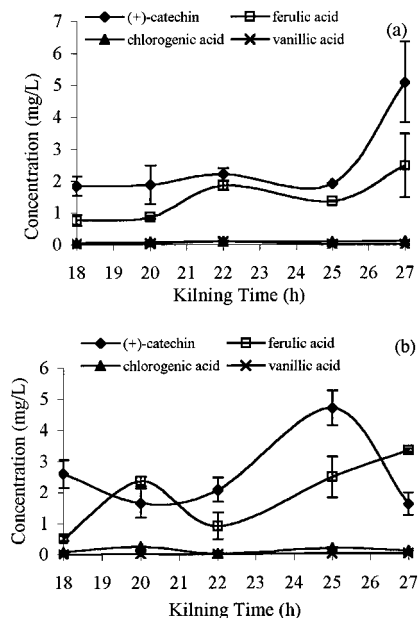 (+)-catechin ferulic acid (a)
chlorogenic acid vanillic acid
7
6
5
4
3
2
1
0
Concentration (mg/L)
18 19 20 21 22 23 24 25 26 27
Kilning Time (h)
(+)-catechin ferulic acid (b)
chlorogenic acid vanillic acid
6
5
4
3
2
1
0
Concentration (mg/L)
18 19 20 21 22 23 24 25 26 27
Kilning Time (h)